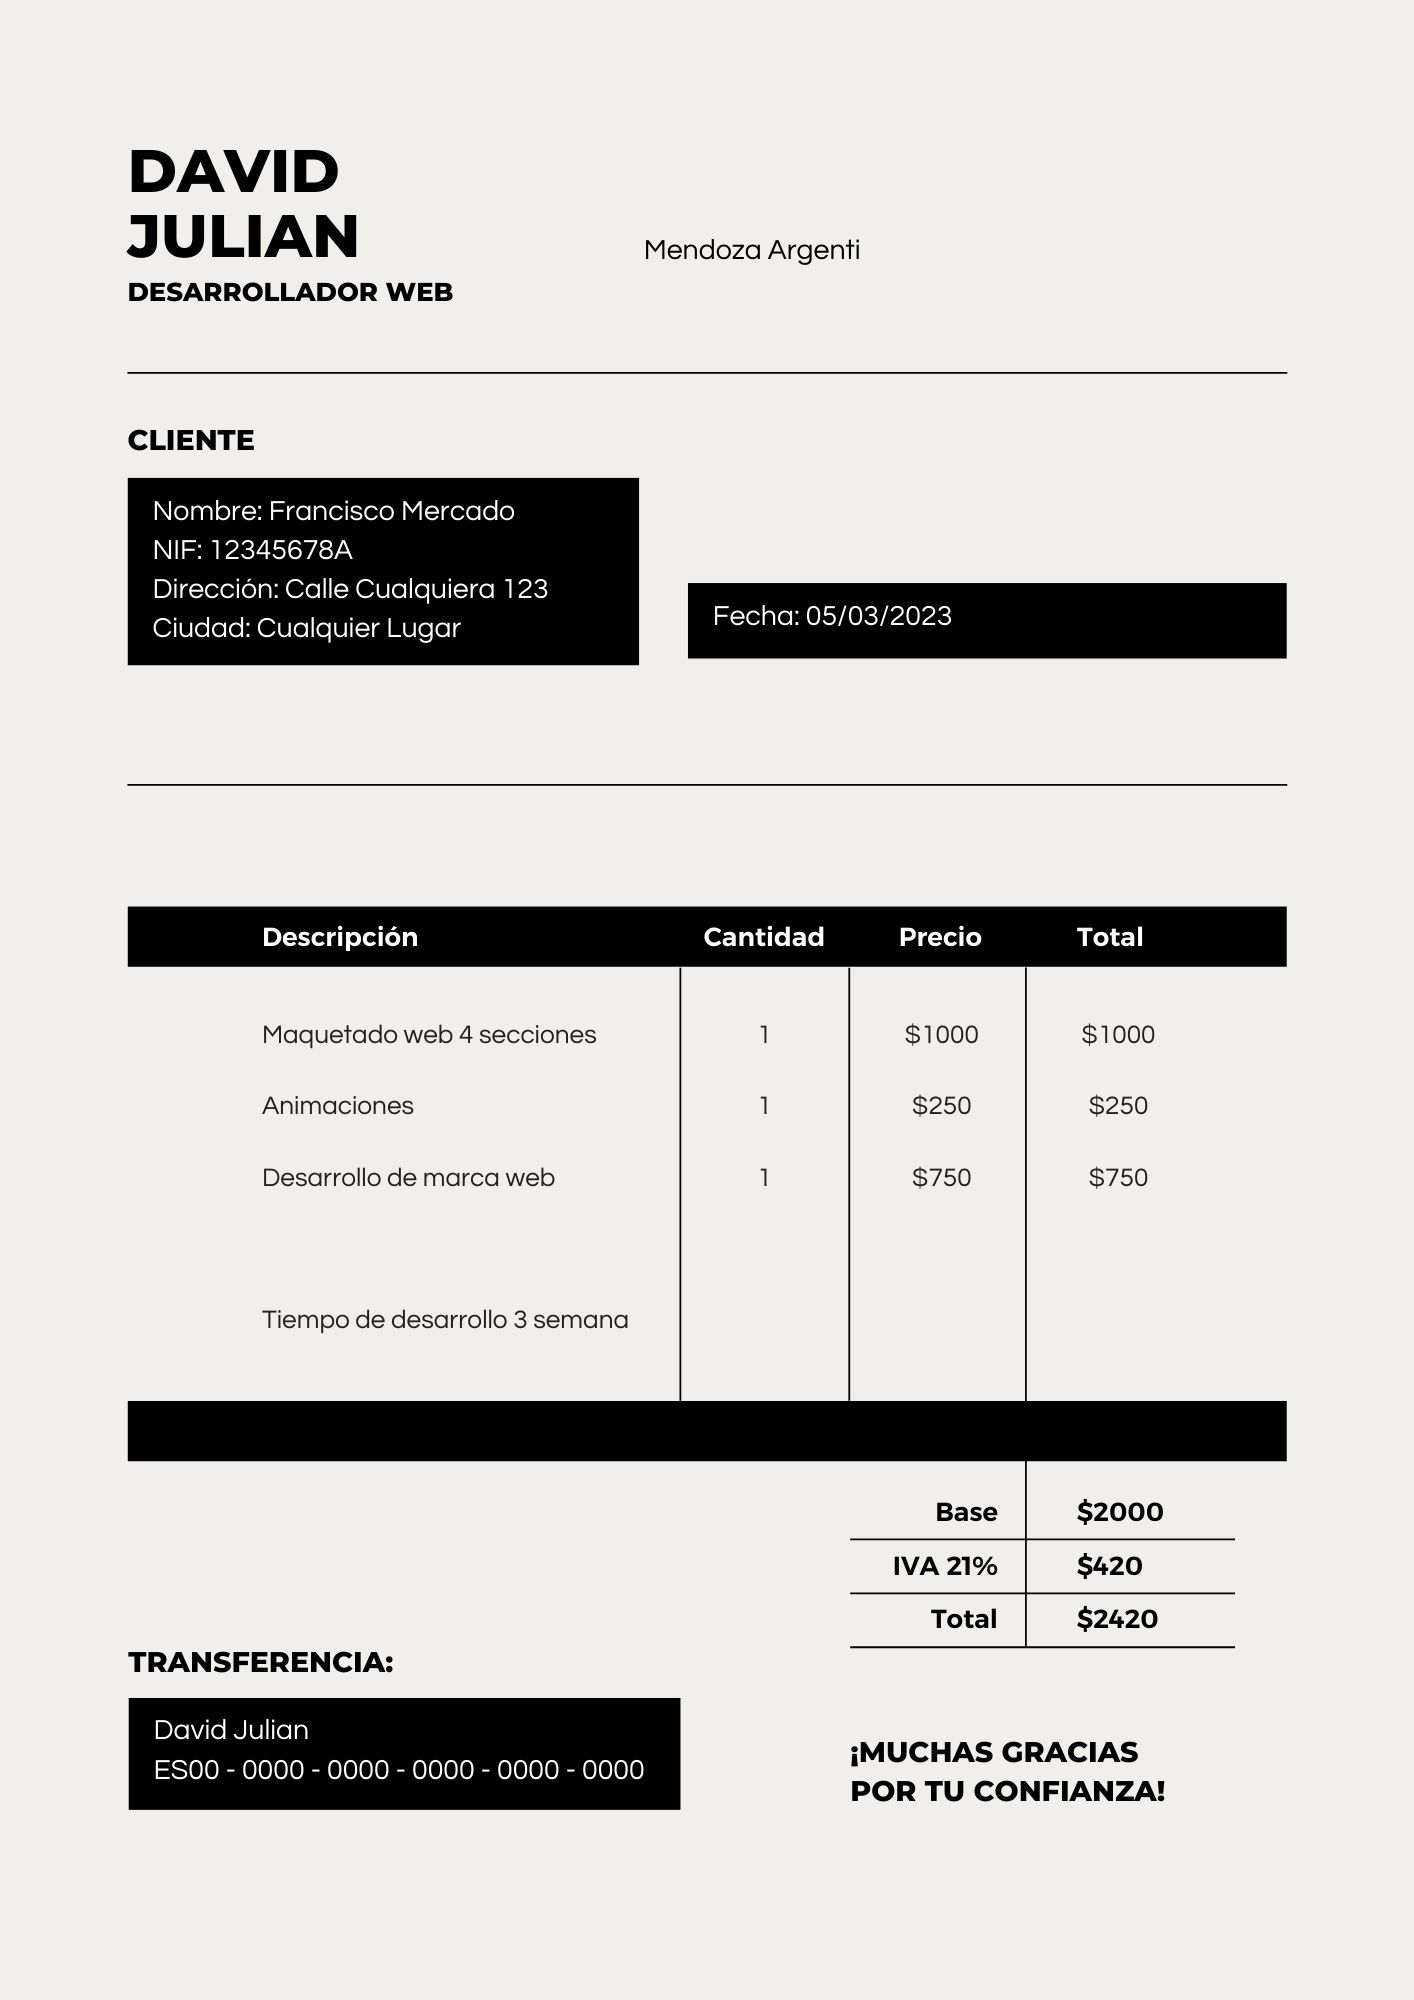 DAVID
JULIAN
DESARROLLADOR WEB
Mendoza Argenti
CLIENTE
Nombre: Francisco Mercado
NIF: 12345678A
Dirección: Calle Cualquiera 123
Ciudad: Cualquier Lugar
Fecha: 05/03/2023
Descripción Cantidad Precio Total
Maquetado web 4 secciones 1 $1000 $1000
Animaciones 1 $250 $250
Desarrollo de marca web 1 $750 $750
Tiempo de desarrollo 3 semana
Base $2000
IVA 21% $420
Total $2420
TRANSFERENCIA:
David Julian
ES00 - 0000 - 0000 - 0000 - 0000 - 0000
¡MUCHAS GRACIAS
POR TU CONFIANZA!